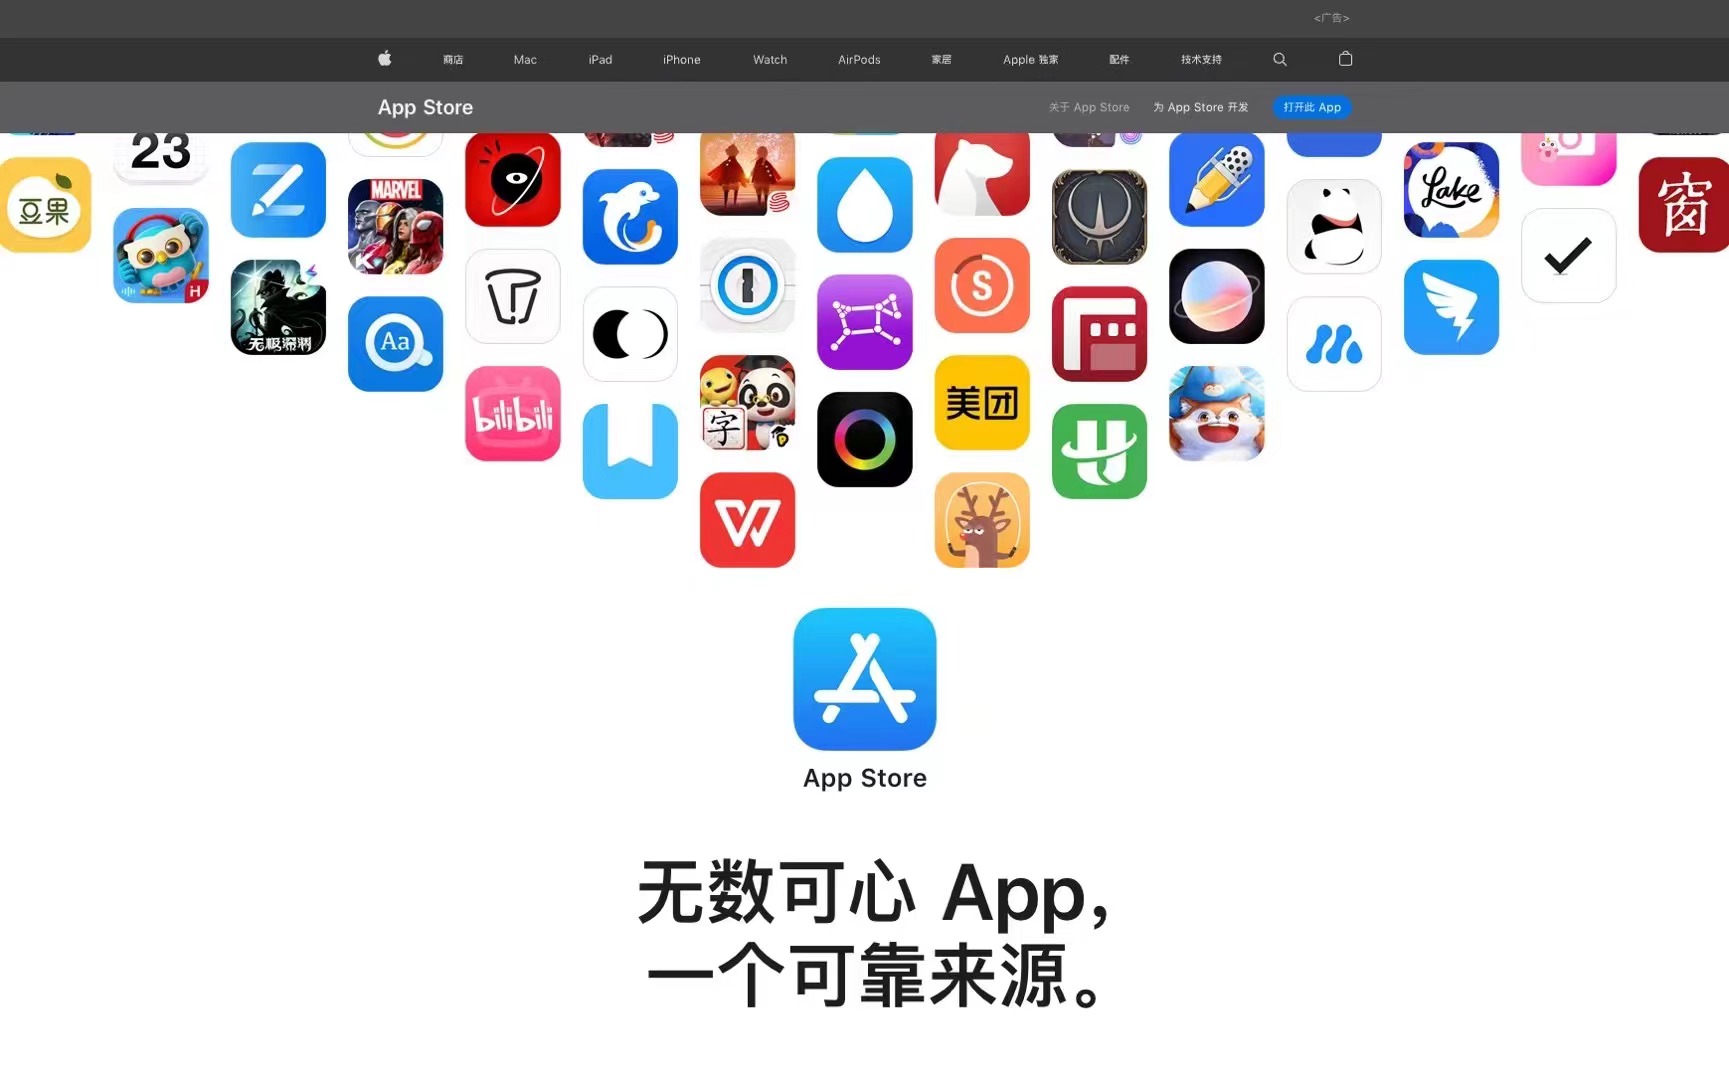 <广告>
商店 Mac iPad iPhone Watch AirPods 家居 Apple 独家 配件 技术支持
App Store 关于 App Store 为 App Store 开发 打开此 App
23
豆果
MARVEL
Lake
窗
H
无极深渊
Aa
S
bilibili
字
美团
App Store
无数可心 App，
一个可靠来源。